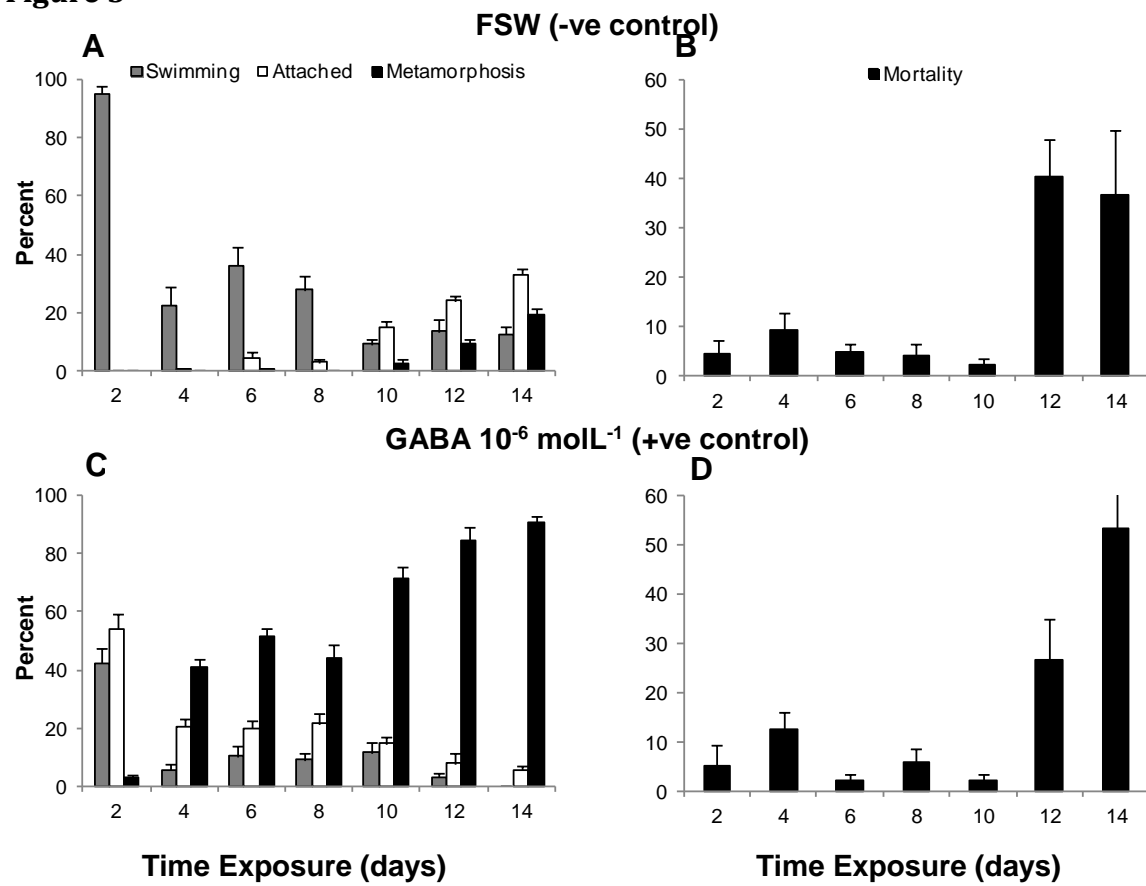 FSW (-ve control)
A
B
Swimming Attached Metamorphosis
Mortality
Percent
100
80
60
40
20
0
2 4 6 8 10 12 14
60
50
40
30
20
10
0
2 4 6 8 10 12 14
GABA 10⁻⁶ molL⁻¹ (+ve control)
C
D
Percent
100
80
60
40
20
0
2 4 6 8 10 12 14
60
50
40
30
20
10
0
2 4 6 8 10 12 14
Time Exposure (days)
Time Exposure (days)